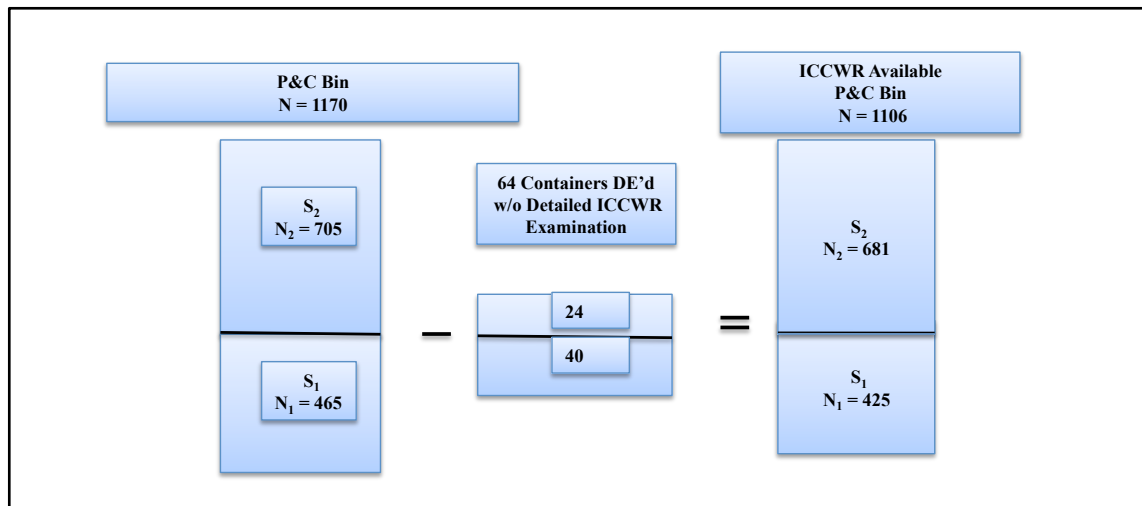 P&C Bin
N = 1170
S₂
N₂ = 705
S₁
N₁ = 465
−
64 Containers DE’d
w/o Detailed ICCWR
Examination
24
40
=
ICCWR Available
P&C Bin
N = 1106
S₂
N₂ = 681
S₁
N₁ = 425